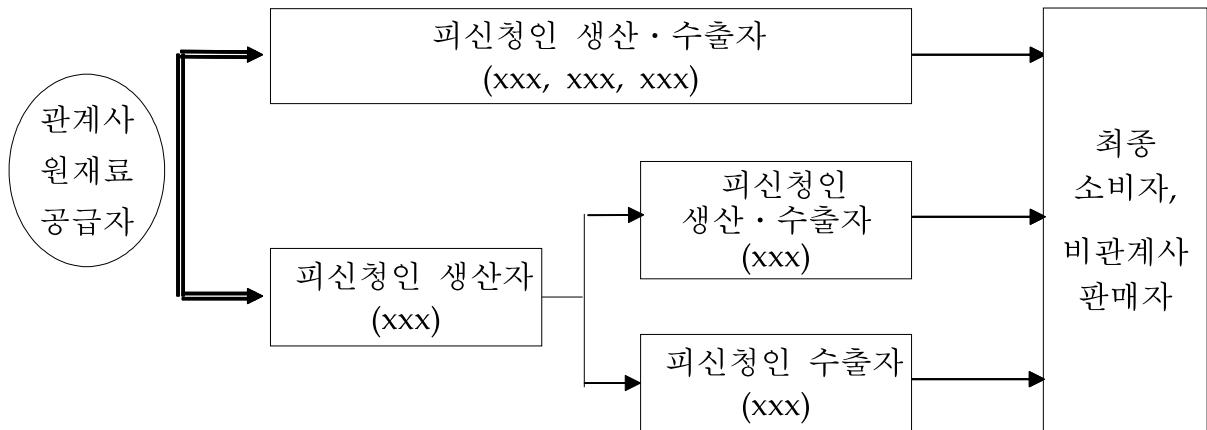 관계사
원재료
공급자
피신청인 생산·수출자
(xxx, xxx, xxx)
피신청인 생산자
(xxx)
피신청인
생산·수출자
(xxx)
피신청인 수출자
(xxx)
최종
소비자,
비관계사
판매자